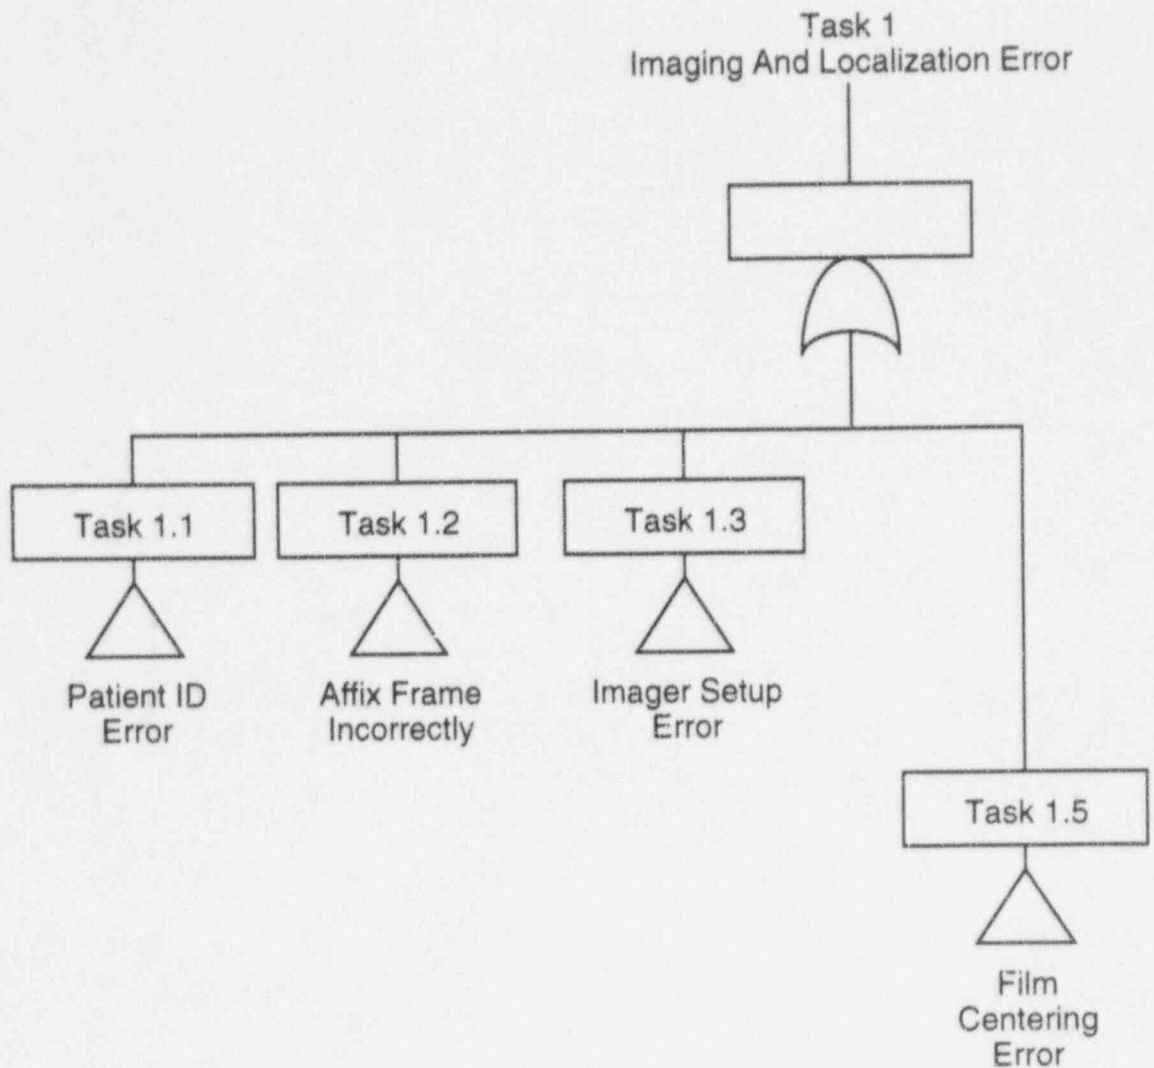 Task 1
Imaging And Localization Error
Task 1.1
Task 1.2
Task 1.3
Patient ID
Error
Affix Frame
Incorrectly
Imager Setup
Error
Task 1.5
Film
Centering
Error